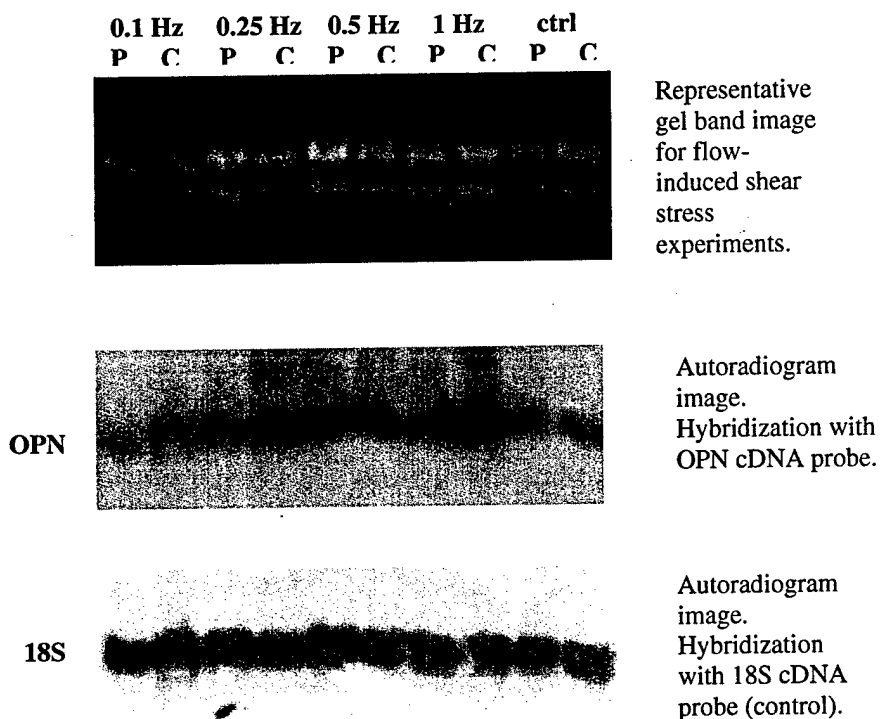 0.1 Hz 0.25 Hz 0.5 Hz 1 Hz ctrl
P C P C P C P C P C
Representative
gel band image
for flow-
induced shear
stress
experiments.
OPN
Autoradiogram
image.
Hybridization with
OPN cDNA probe.
18S
Autoradiogram
image.
Hybridization
with 18S cDNA
probe (control).